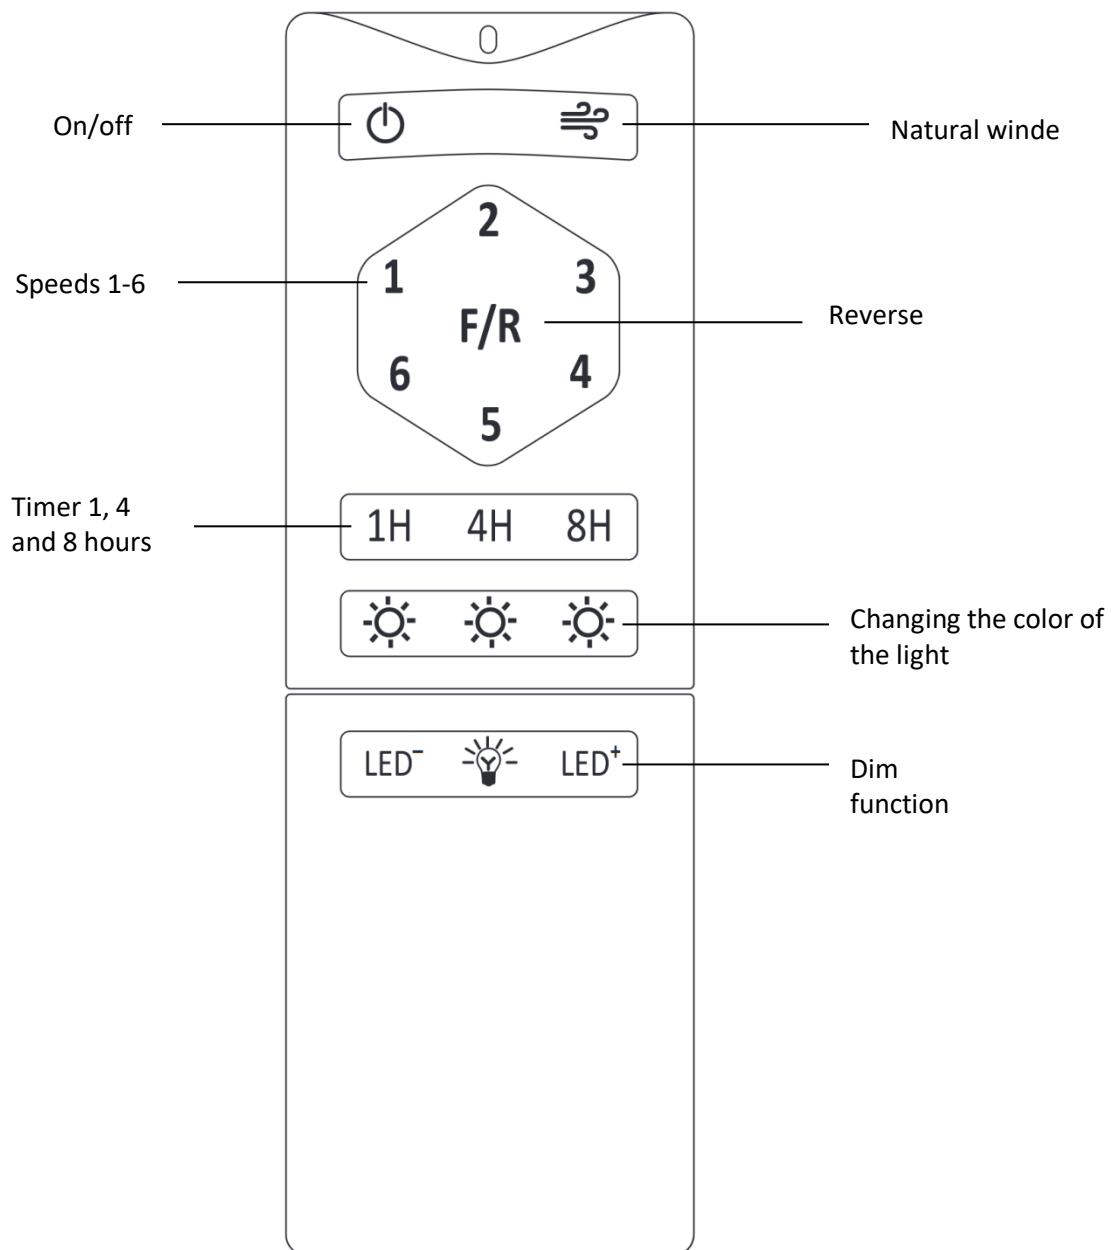 On/off
Natural winde
2
Speeds 1-6
1
3
F/R
Reverse
6
4
5
Timer 1, 4
and 8 hours
1H 4H 8H
Changing the color of
the light
LED⁻ LED⁺
Dim
function